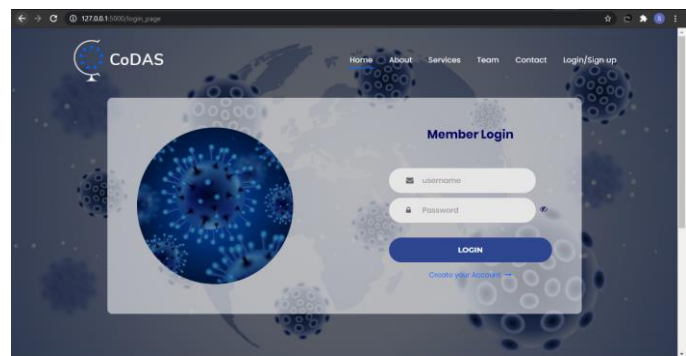 127.0.0.1:5000/login_page
CoDAS
Home About Services Team Contact Login/Sign up
Member Login
username
Password
LOGIN
Create your Account →